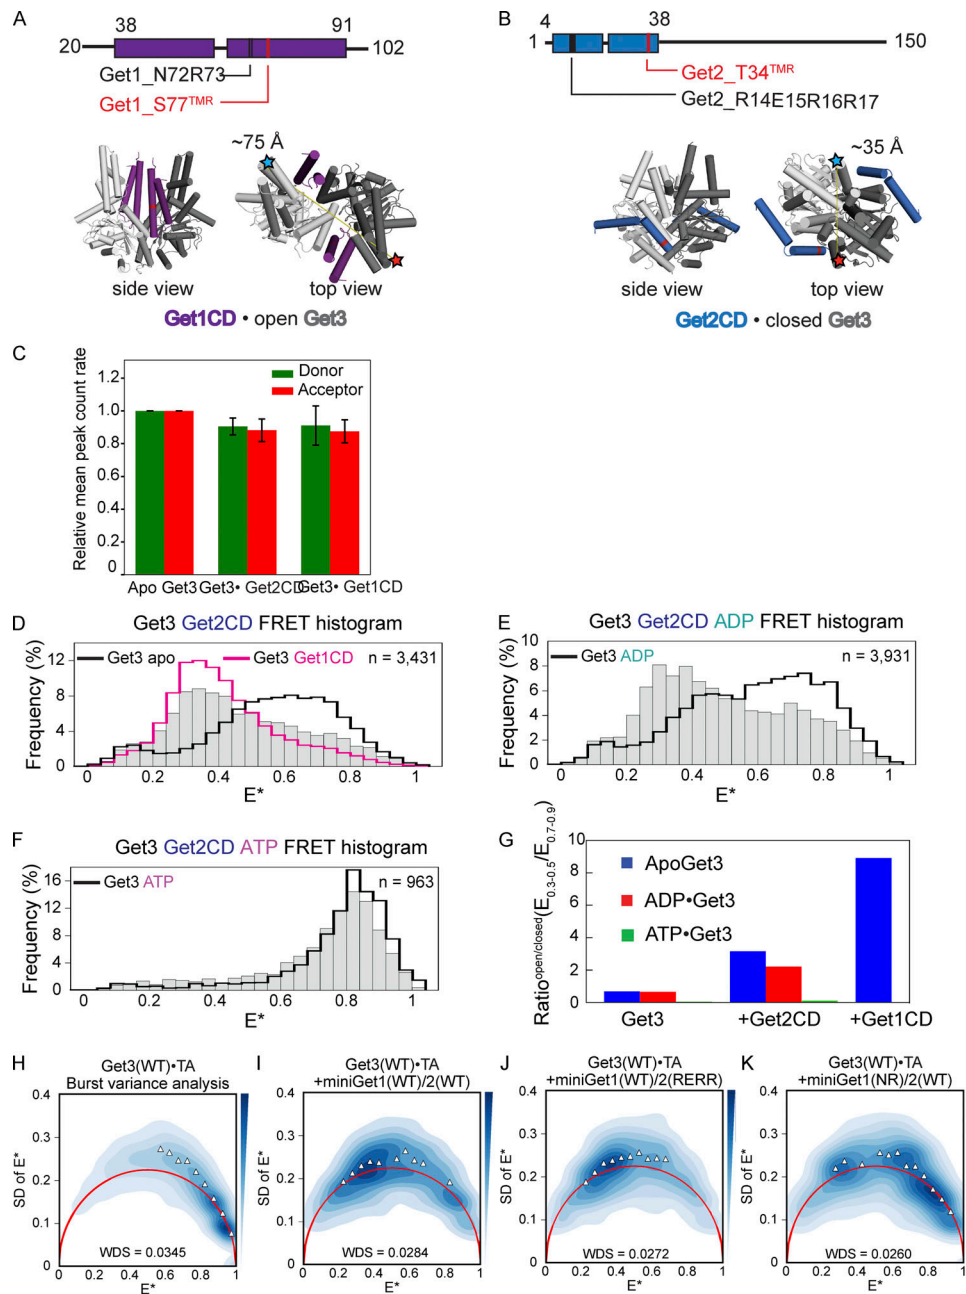 A
38
91
20
102
Get1_N72R73
Get1_S77TMR
~75 Å
side view
top view
Get1CD • open Get3
B
4
38
1
150
Get2_T34TMR
Get2_R14E15R16R17
~35 Å
side view
top view
Get2CD • closed Get3
C
Relative mean peak count rate
1.2
1
0.8
0.6
0.4
1.2
0
Donor
Acceptor
Apo Get3
Get3• Get2CD
Get3• Get1CD
D
Get3 Get2CD FRET histogram
Get3 apo
Get3 Get1CD
n = 3,431
Frequency (%)
12
8
4
0
0
0.2
0.4
0.6
0.8
1
E*
E
Get3 Get2CD ADP FRET histogram
Get3 ADP
n = 3,931
Frequency (%)
10
8
6
4
2
0
0
0.2
0.4
0.6
0.8
1
E*
F
Get3 Get2CD ATP FRET histogram
Get3 ATP
n = 963
Frequency (%)
16
12
8
4
0
0
0.2
0.4
0.6
0.8
1
E*
G
Ratio open/closed(E0.3-0.5/E0.7-0.9)
10
8
6
4
2
0
ApoGet3
ADP•Get3
ATP•Get3
Get3
+Get2CD
+Get1CD
H
Get3(WT)•TA
Burst variance analysis
SD of E*
0.4
0.3
0.2
0.1
0
WDS = 0.0345
0
0.2
0.4
0.6
0.8
1
E*
I
Get3(WT)•TA
+miniGet1(WT)/2(WT)
SD of E*
0.4
0.3
0.2
0.1
0
WDS = 0.0284
0
0.2
0.4
0.6
0.8
1
E*
J
Get3(WT)•TA
+miniGet1(WT)/2(RERR)
SD of E*
0.4
0.3
0.2
0.1
0
WDS = 0.0272
0
0.2
0.4
0.6
0.8
1
E*
K
Get3(WT)•TA
+miniGet1(NR)/2(WT)
SD of E*
0.4
0.3
0.2
0.1
0
WDS = 0.0260
0
0.2
0.4
0.6
0.8
1
E*